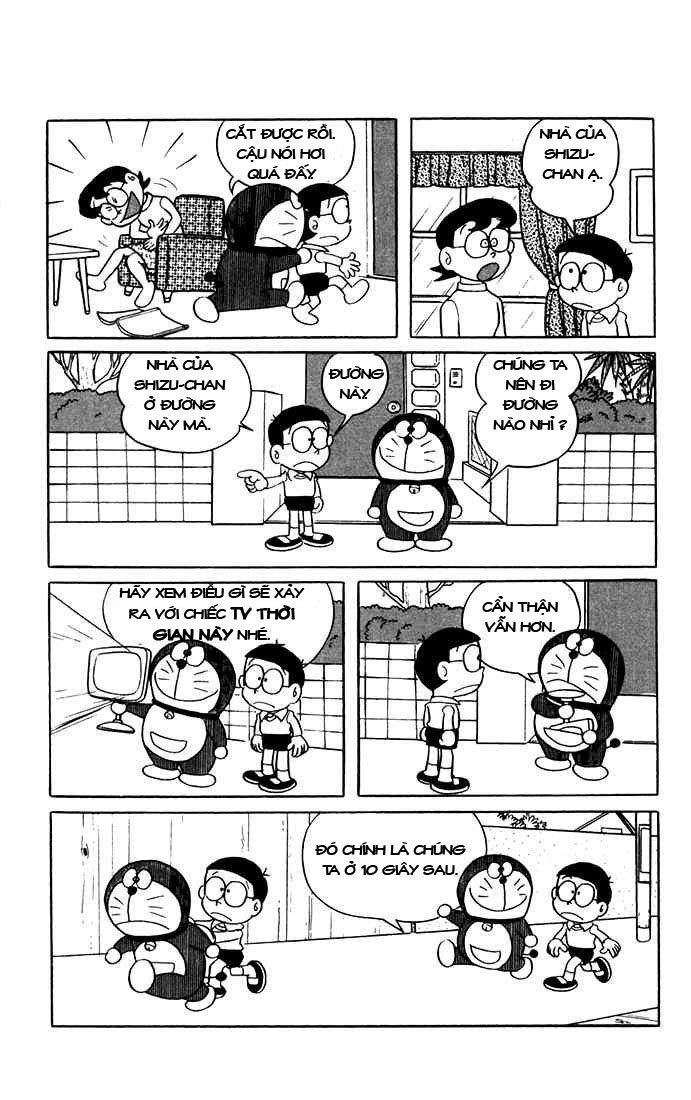 NHÀ CỦA
SHIZU-
CHAN Ạ.
CẮT ĐƯỢC RỒI.
CẬU NÓI HƠI
QUÁ ĐẤY
CHÚNG TA
NÊN ĐI
ĐƯỜNG
NÀO NHỈ ?
ĐƯỜNG
NÀY
NHÀ CỦA
SHIZU-CHAN
Ở ĐƯỜNG
NÀY MÀ.
CẨN THẬN
VẪN HƠN.
HÃY XEM ĐIỀU GÌ SẼ XẢY
RA VỚI CHIẾC TV THỜI
GIAN NÀY NHÉ.
ĐÓ CHÍNH LÀ CHÚNG
TA Ở 10 GIÂY SAU.